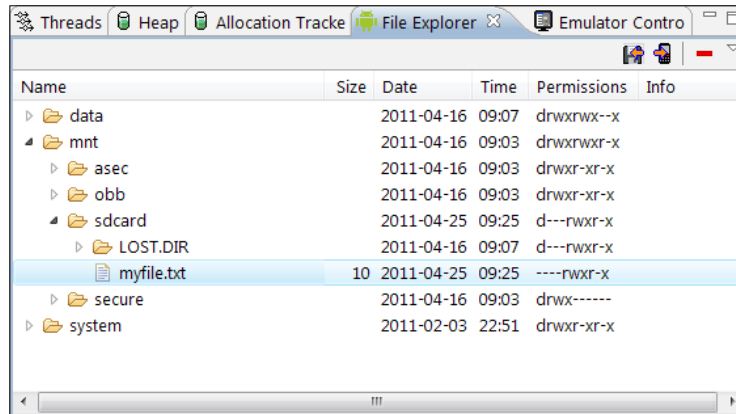 Threads Heap Allocation Tracke File Explorer Emulator Contro
Name Size Date Time Permissions Info
data 2011-04-16 09:07 drwxrwx--x
mnt 2011-04-16 09:03 drwxrwxr-x
asec 2011-04-16 09:03 drwxr-xr-x
obb 2011-04-16 09:03 drwxr-xr-x
sdcard 2011-04-25 09:25 d---rwxr-x
LOST.DIR 2011-04-16 09:07 d---rwxr-x
myfile.txt 10 2011-04-25 09:25 ----rwxr-x
secure 2011-04-16 09:03 drwx------
system 2011-02-03 22:51 drwxr-xr-x